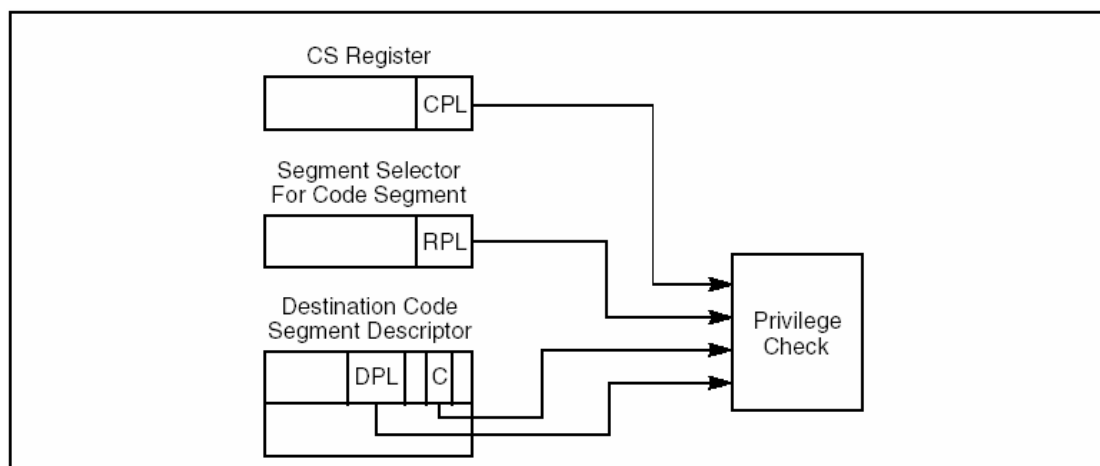 CS Register
CPL
Segment Selector
For Code Segment
RPL
Destination Code
Segment Descriptor
DPL
C
Privilege
Check